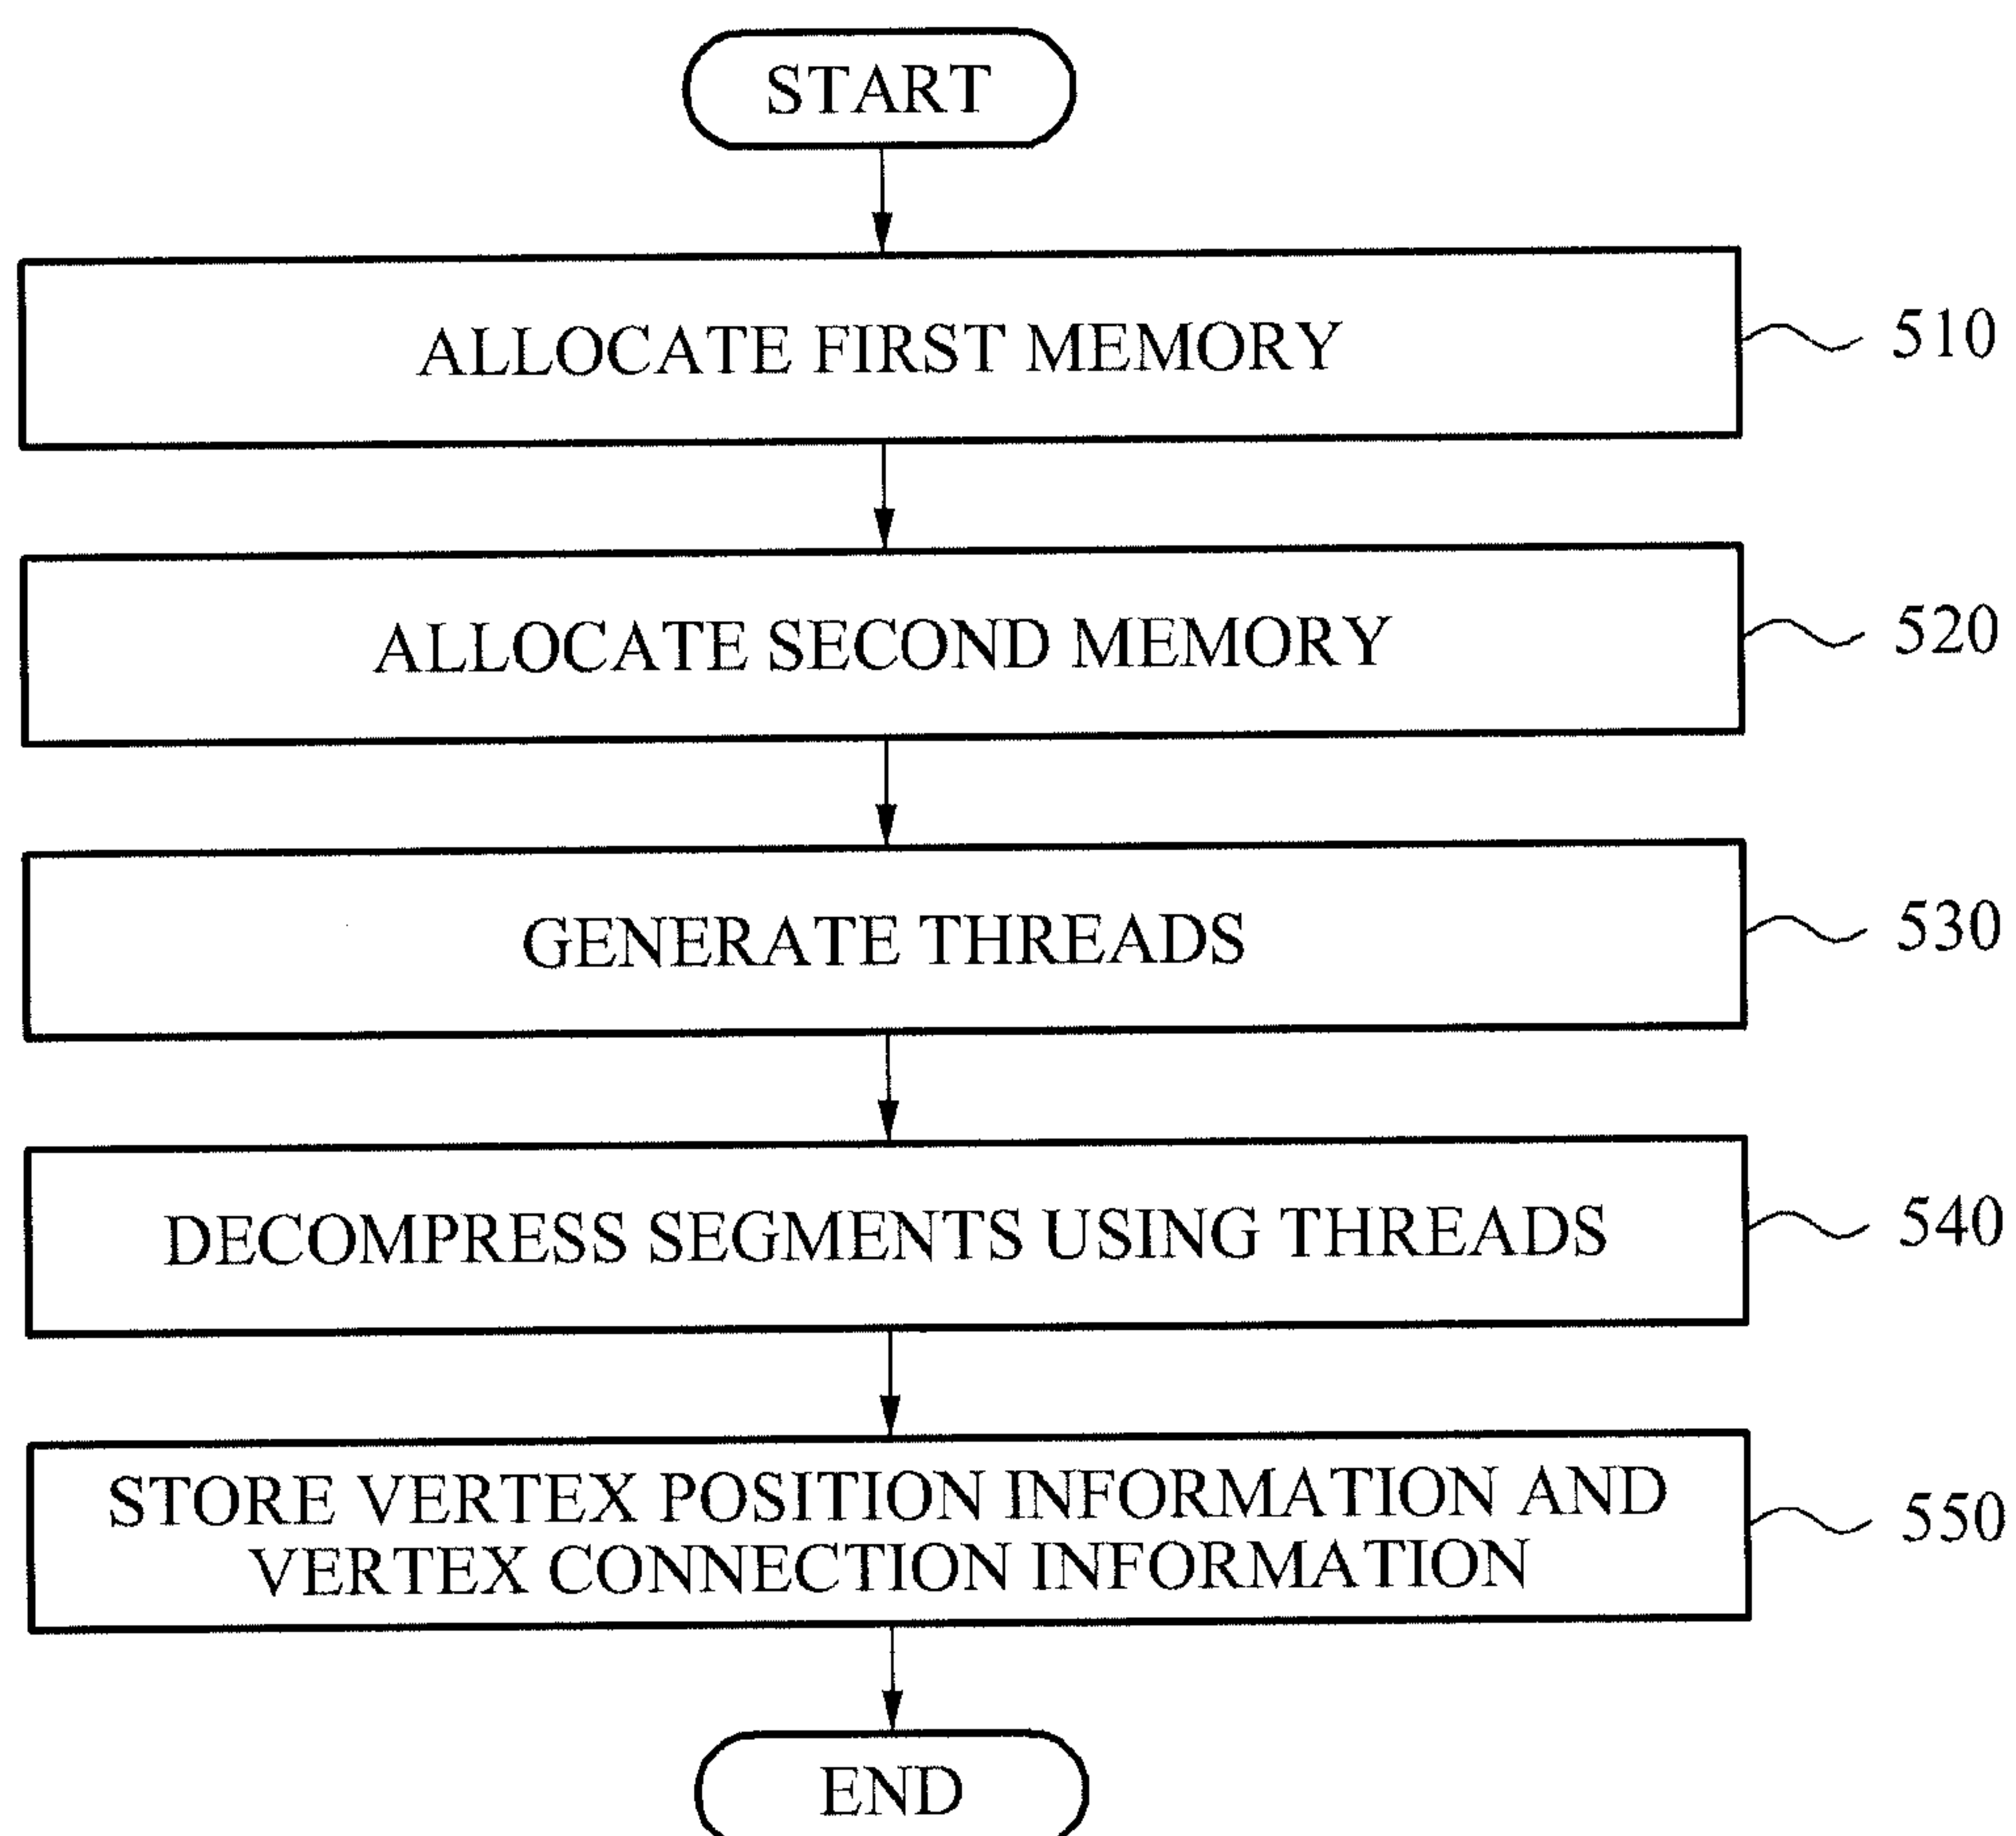 START
ALLOCATE FIRST MEMORY
510
ALLOCATE SECOND MEMORY
520
GENERATE THREADS
530
DECOMPRESS SEGMENTS USING THREADS
540
STORE VERTEX POSITION INFORMATION AND
VERTEX CONNECTION INFORMATION
550
END